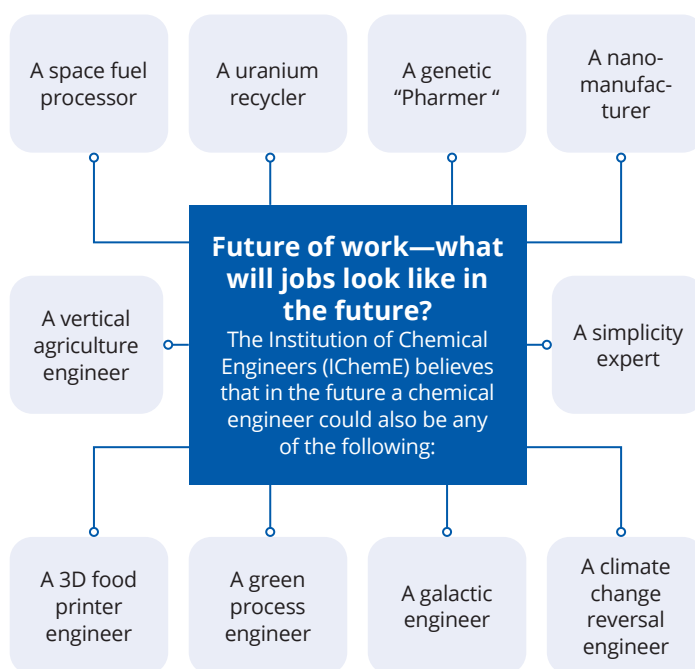 A space fuel
processor
A uranium
recycler
A genetic
“Pharmer “
A nano-
manufac-
turer
Future of work—what
will jobs look like in
the future?
The Institution of Chemical
Engineers (IChemE) believes
that in the future a chemical
engineer could also be any
of the following:
A vertical
agriculture
engineer
A simplicity
expert
A 3D food
printer
engineer
A green
process
engineer
A galactic
engineer
A climate
change
reversal
engineer